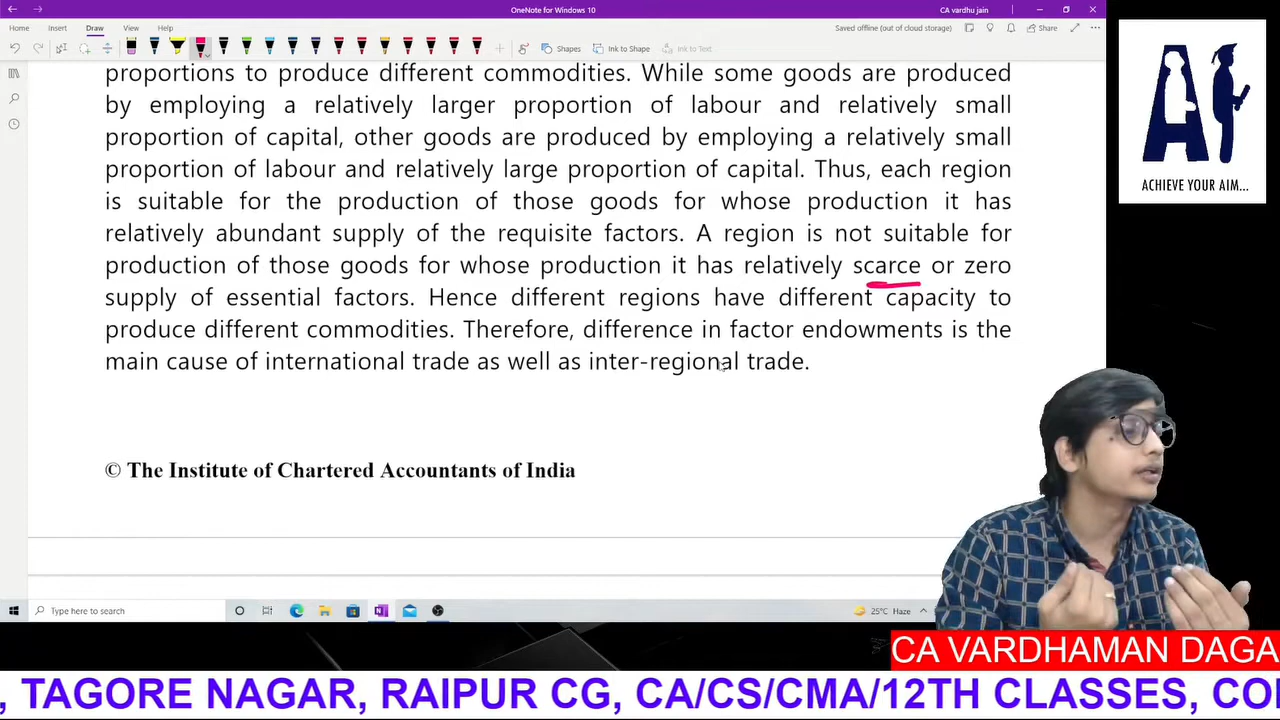 OneNote for Windows 10
CA vardhu jain
Home Insert Draw View Help
Saved offline (out of cloud storage)
Share
Shapes
Ink to Shape
Ink to Text
proportions to produce different commodities. While some goods are produced
by employing a relatively larger proportion of labour and relatively small
proportion of capital, other goods are produced by employing a relatively small
proportion of labour and relatively large proportion of capital. Thus, each region
is suitable for the production of those goods for whose production it has
relatively abundant supply of the requisite factors. A region is not suitable for
production of those goods for whose production it has relatively scarce or zero
supply of essential factors. Hence different regions have different capacity to
produce different commodities. Therefore, difference in factor endowments is the
main cause of international trade as well as inter-regional trade.
© The Institute of Chartered Accountants of India
A
ACHIEVE YOUR AIM...
Type here to search
25°C Haze
CA VARDHAMAN DAGA
, TAGORE NAGAR, RAIPUR CG, CA/CS/CMA/12TH CLASSES,